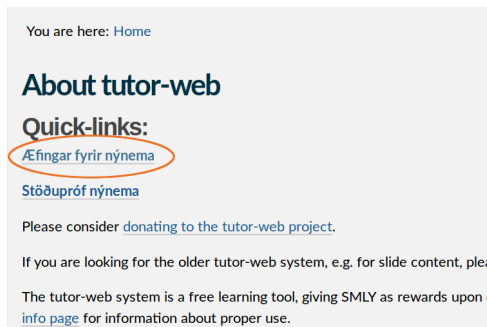 You are here: Home
About tutor-web
Quick-links:
Æfingar fyrir nýnema
Stöðupróf nýnema
Please consider donating to the tutor-web project.
If you are looking for the older tutor-web system, e.g. for slide content,
The tutor-web system is a free learning tool, giving SMLY as rewards upon
info page for information about proper use.